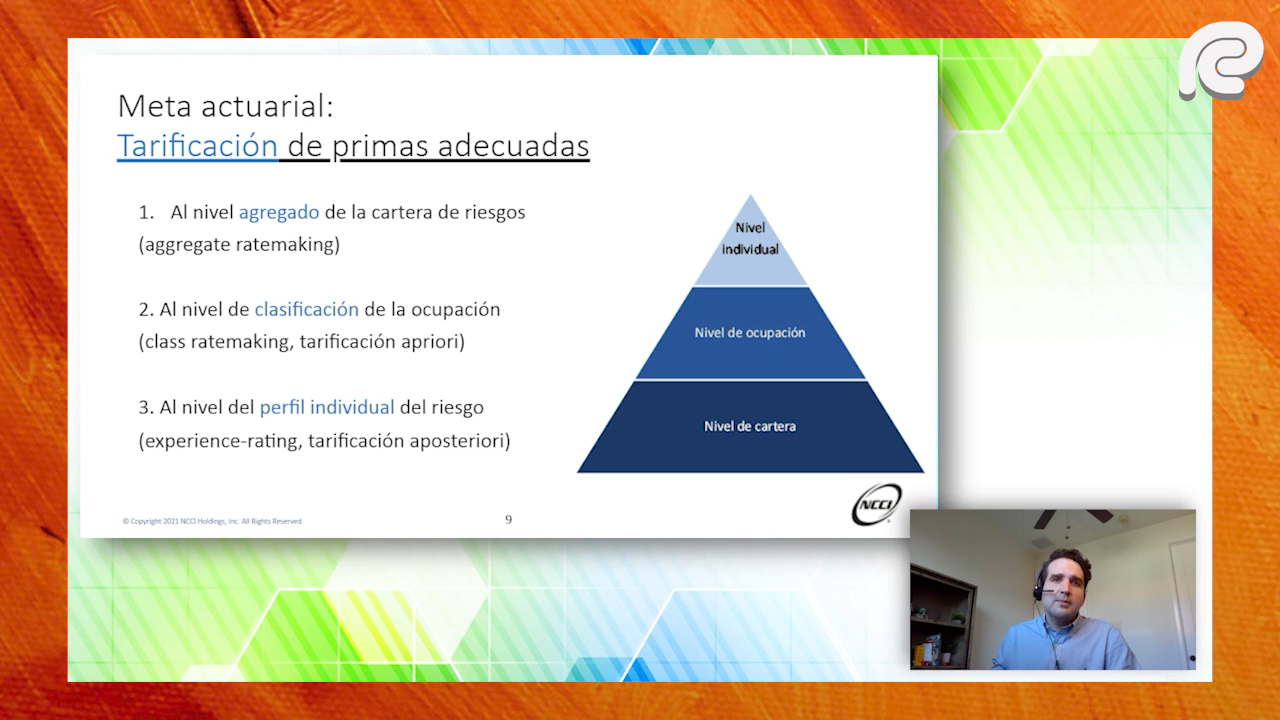 Meta actuarial:
Tarificación de primas adecuadas
1. Al nivel agregado de la cartera de riesgos
(aggregate ratemaking)
2. Al nivel de clasificación de la ocupación
(class ratemaking, tarificación apriori)
3. Al nivel del perfil individual del riesgo
(experience-rating, tarificación aposteriori)
Nivel
individual
Nivel de ocupación
Nivel de cartera
NCCI
© Copyright 2021 NCCI Holdings, Inc. All Rights Reserved.
9